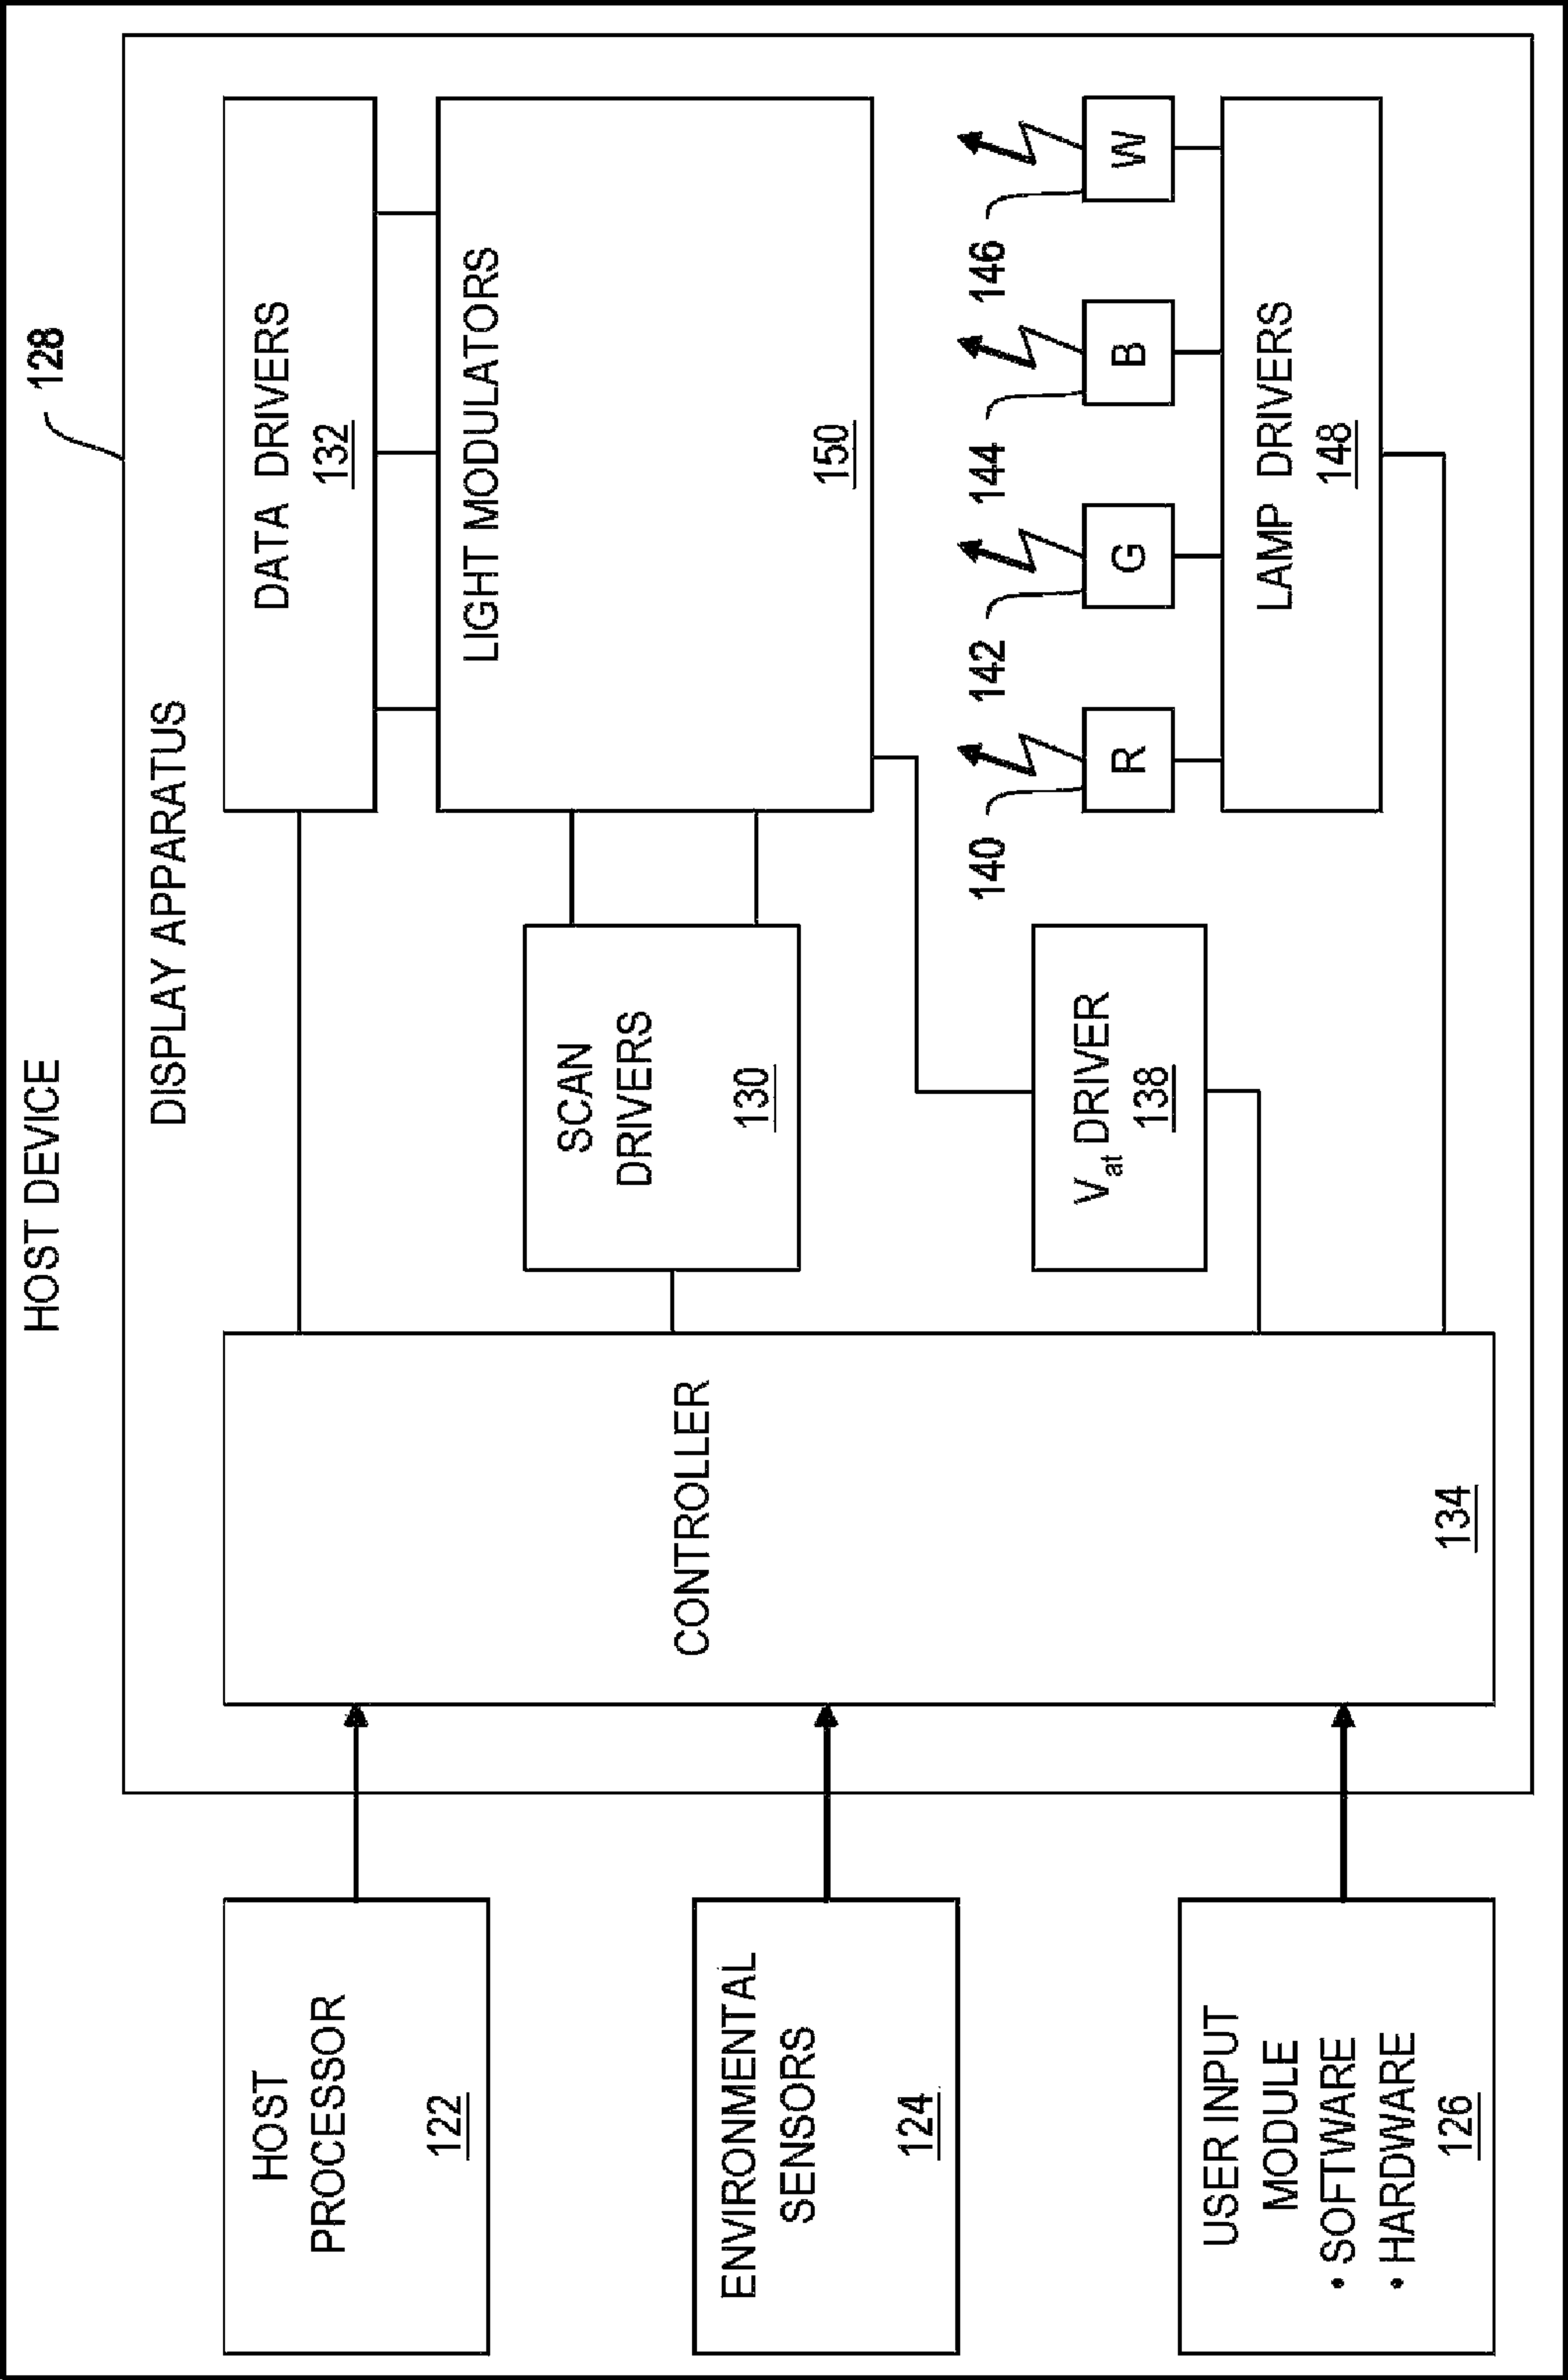 HOST DEVICE
128
HOST
PROCESSOR
122
ENVIRONMENTAL
SENSORS
124
USER INPUT
MODULE
• SOFTWARE
• HARDWARE
126
DISPLAY APPARATUS
CONTROLLER
134
DATA DRIVERS
132
SCAN
DRIVERS
130
LIGHT MODULATORS
150
Vat DRIVER
138
140
142
144
146
R
G
B
W
LAMP DRIVERS
148